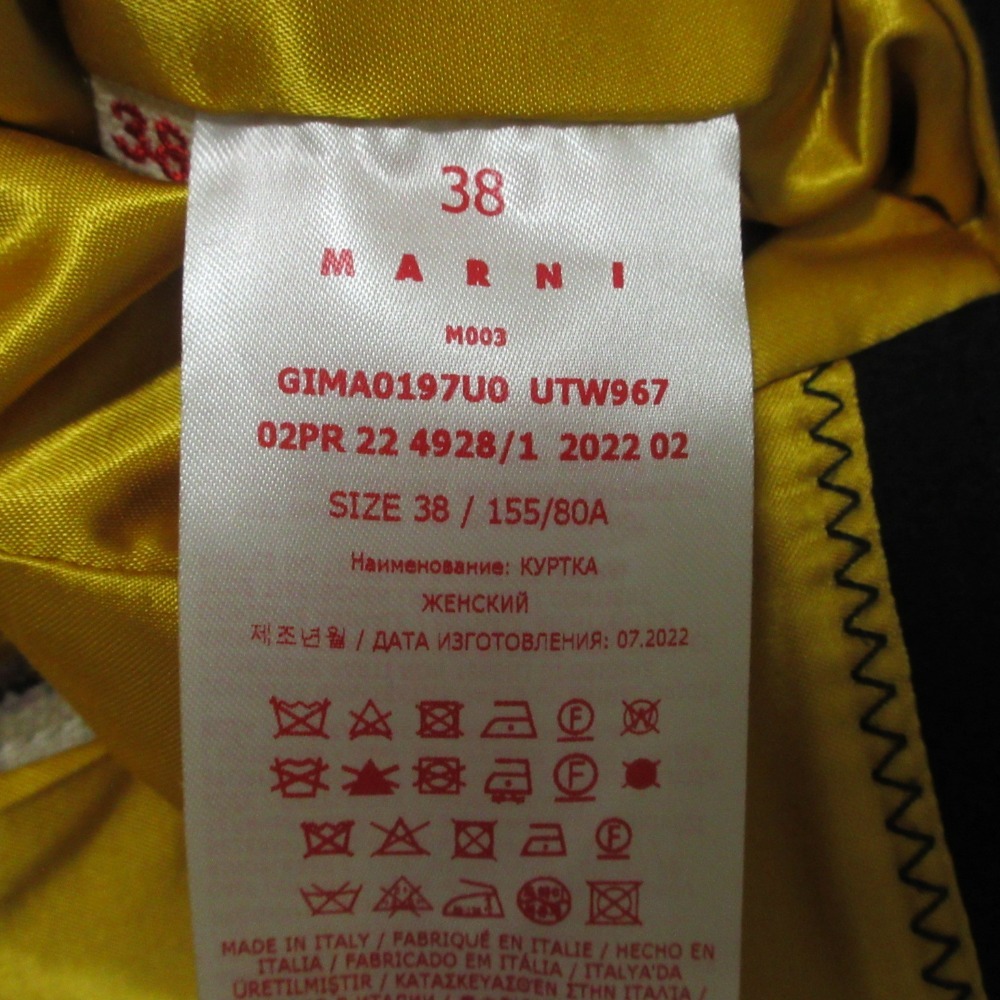 38
38
MARNI
M003
GIMA0197U0 UTW967
02PR 22 4928/1 2022 02
SIZE 38 / 155/80A
Наименование: КУРТКА
ЖЕНСКИЙ
제조년월 / ДАТА ИЗГОТОВЛЕНИЯ: 07.2022
F W
F
F
MADE IN ITALY / FABRIQUÉ EN ITALIE / HECHO EN
ITALIA / FABRICADO EM ITÁLIA / ITALYA'DA
ÜRETILMIŞTIR / ΚΑΤΑΣΚΕΥΑΣΘΕΝ ΣΤΗΝ ΙΤΑΛΙΑ /